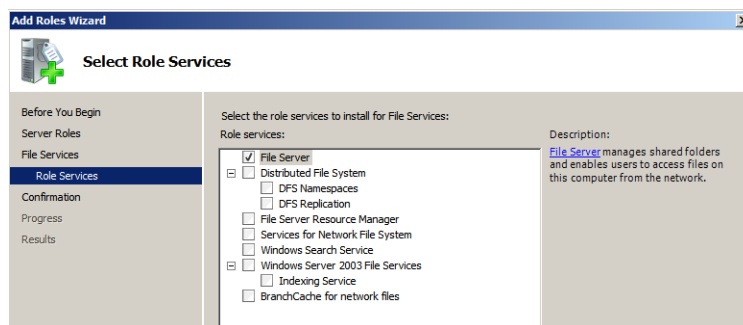 Add Roles Wizard
Select Role Services
Before You Begin
Server Roles
File Services
Role Services
Confirmation
Progress
Results
Select the role services to install for File Services:
Role services:
File Server
Distributed File System
DFS Namespaces
DFS Replication
File Server Resource Manager
Services for Network File System
Windows Search Service
Windows Server 2003 File Services
Indexing Service
BranchCache for network files
Description:
File Server manages shared folders
and enables users to access files on
this computer from the network.